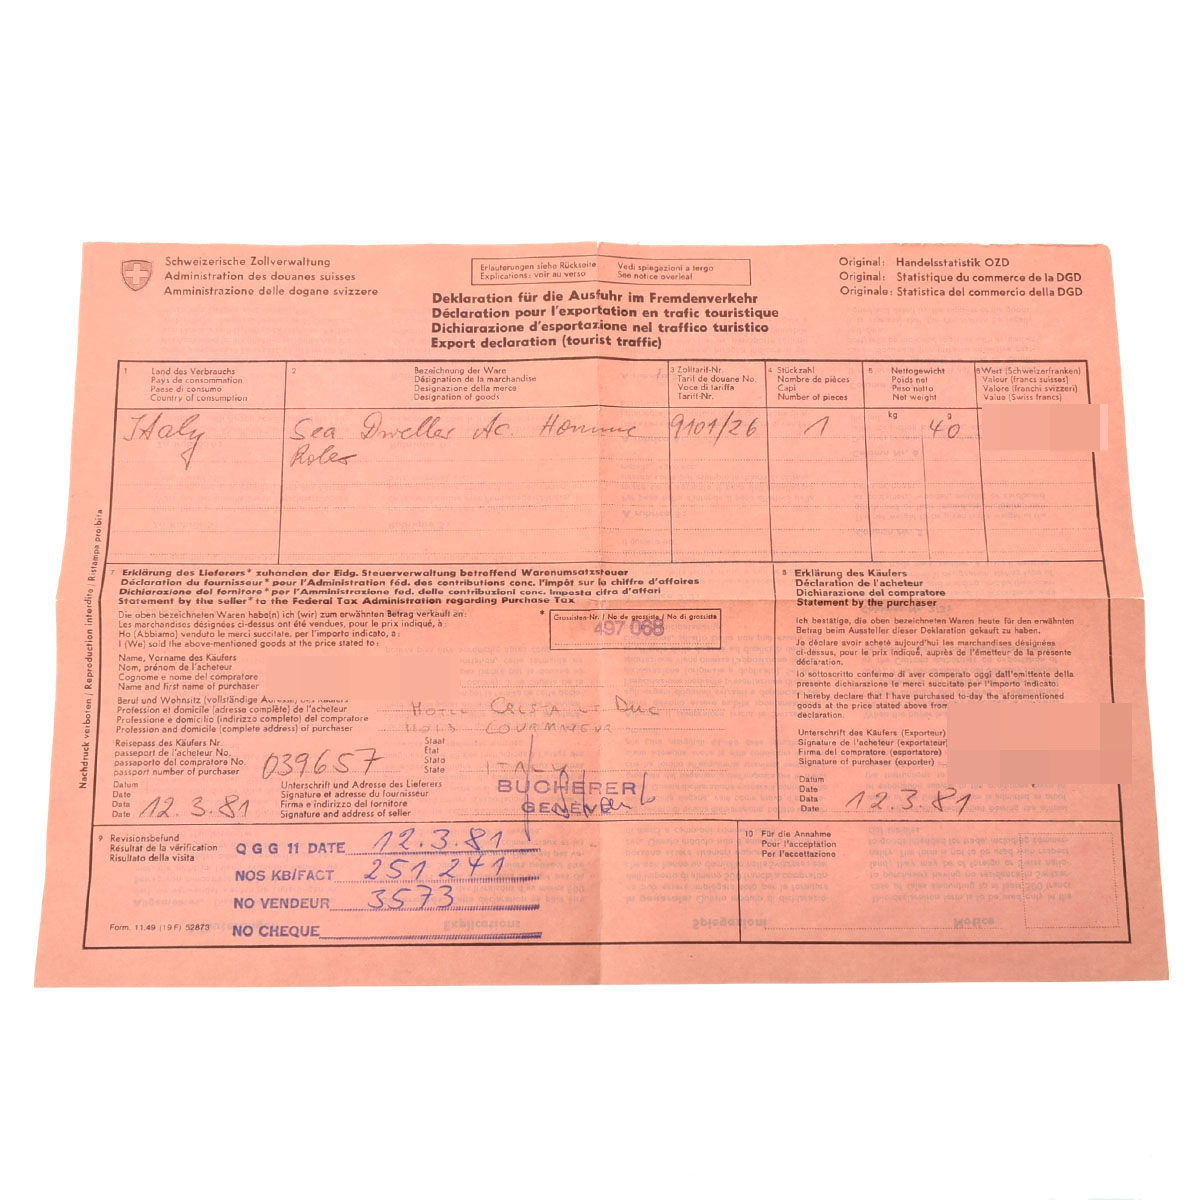 Schweizerische Zollverwaltung
Administration des douanes suisses
Amministrazione delle dogane svizzere
Erläuterungen siehe Rückseite
Explications: voir au verso
Vedi spiegazioni a tergo
See notice overleaf
Original: Handelsstatistik OZD
Original: Statistique du commerce de la DGD
Originale: Statistica del commercio della DGD
Deklaration für die Ausfuhr im Fremdenverkehr
Déclaration pour l'exportation en trafic touristique
Dichiarazione d'esportazione nel traffico turistico
Export declaration (tourist traffic)
1 Land des Verbrauchs
Pays de consommation
Paese di consumo
Country of consumption
2 Bezeichnung der Ware
Désignation de la marchandise
Designazione della merce
Designation of goods
3 Zolltarif-Nr.
Tarif de douane No.
Voce di tariffa
Tariff-Nr.
4 Stückzahl
Nombre de pièces
Capi
Number of pieces
5 Nettogewicht
Poids net
Peso netto
Net weight
6 Wert (Schweizerfranken)
Valeur (francs suisses)
Valore (franchi svizzeri)
Value (Swiss francs)
kg g
Italy Sea Dweller Ac. Homme 9101/26 1 40
Rolex
Nachdruck verboten / Reproduction interdite / Ristampa proibita
7 Erklärung des Lieferers* zuhanden der Eidg. Steuerverwaltung betreffend Warenumsatzsteuer
Déclaration du fournisseur* pour l'Administration féd. des contributions conc. l'impôt sur le chiffre d'affaires
Dichiarazione del fornitore* per l'Amministrazione fed. delle contribuzioni conc. imposta cifra d'affari
Statement by the seller* to the Federal Tax Administration regarding Purchase Tax
Die oben bezeichneten Waren habe(n) ich (wir) zum erwähnten Betrag verkauft an:
Les marchandises désignées ci-dessus ont été vendues, pour le prix indiqué, à:
Ho (Abbiamo) venduto le merci succitate, per l'importo indicato, a:
I (We) sold the above-mentioned goods at the price stated to:
* Grossisten-Nr. / No de grossiste / No di grossista
497 068
Name, Vorname des Käufers
Nom, prénom de l'acheteur
Cognome e nome del compratore
Name and first name of purchaser
Beruf und Wohnsitz (vollständige Adresse) des Käufers
Profession et domicile (adresse complète) de l'acheteur
Professione e domicilio (indirizzo completo) del compratore
Profession and domicile (complete address) of purchaser
HOTEL CRESTA ET DUC
11013 COURMAYEUR
Reisepass des Käufers Nr.
passeport de l'acheteur No.
passaporto del compratore No.
passport number of purchaser
039657
Staat
Etat
Stato
State
ITALY
Datum
Date
Data
Date
12.3.81
Unterschrift und Adresse des Lieferers
Signature et adresse du fournisseur
Firma e indirizzo del fornitore
Signature and address of seller
BUCHERER
GENÈVE
8 Erklärung des Käufers
Déclaration de l'acheteur
Dichiarazione del compratore
Statement by the purchaser
Ich bestätige, die oben bezeichneten Waren heute für den erwähnten
Betrag beim Aussteller dieser Deklaration gekauft zu haben.
Je déclare avoir acheté aujourd'hui les marchandises désignées
ci-dessus, pour le prix indiqué, auprès de l'émetteur de la présente
déclaration.
Io sottoscritto confermo di aver comperato oggi dall'emittente della
presente dichiarazione le merci succitate per l'importo indicato.
I hereby declare that I have purchased to-day the aforementioned
goods at the price stated above from
declaration.
Unterschrift des Käufers (Exporteur)
Signature de l'acheteur (exportateur)
Firma del compratore (esportatore)
Signature of purchaser (exporter)
Datum
Date
Data
Date
12.3.81
9 Revisionsbefund
Résultat de la vérification
Risultato della visita
QGG 11 DATE 12.3.81
NOS KB/FACT 251241
NO VENDEUR 3573
NO CHEQUE
Form. 11.49 (19 F) 52873
10 Für die Annahme
Pour l'acceptation
Per l'accettazione